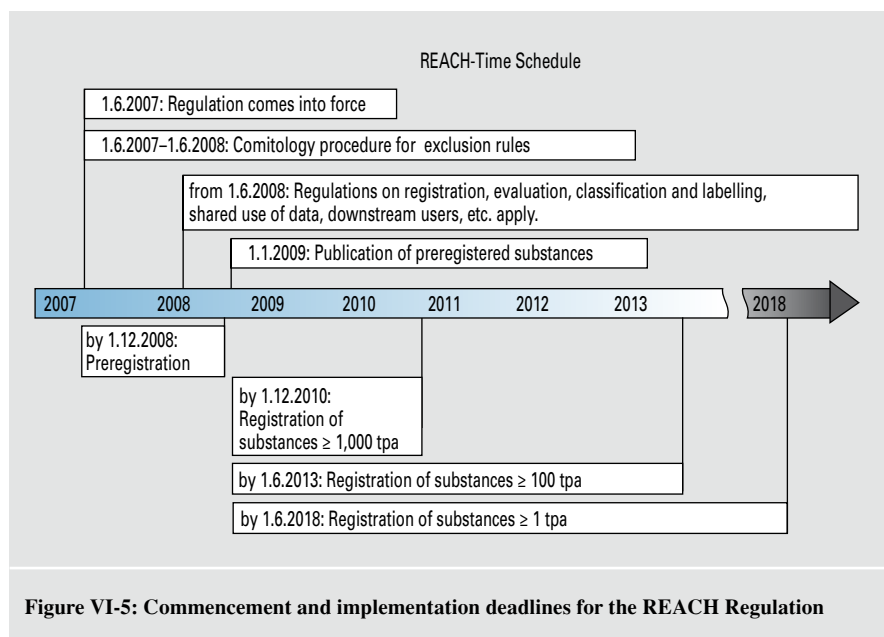 REACH-Time Schedule
1.6.2007: Regulation comes into force
1.6.2007–1.6.2008: Comitology procedure for exclusion rules
from 1.6.2008: Regulations on registration, evaluation, classification and labelling,
shared use of data, downstream users, etc. apply.
1.1.2009: Publication of preregistered substances
2007 2008 2009 2010 2011 2012 2013 2018
by 1.12.2008:
Preregistration
by 1.12.2010:
Registration of
substances ≥ 1,000 tpa
by 1.6.2013: Registration of substances ≥ 100 tpa
by 1.6.2018: Registration of substances ≥ 1 tpa
Figure VI-5: Commencement and implementation deadlines for the REACH Regulation